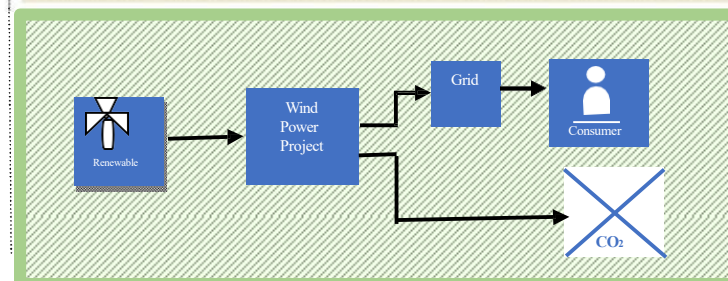 Renewable
Wind
Power
Project
Grid
Consumer
CO₂